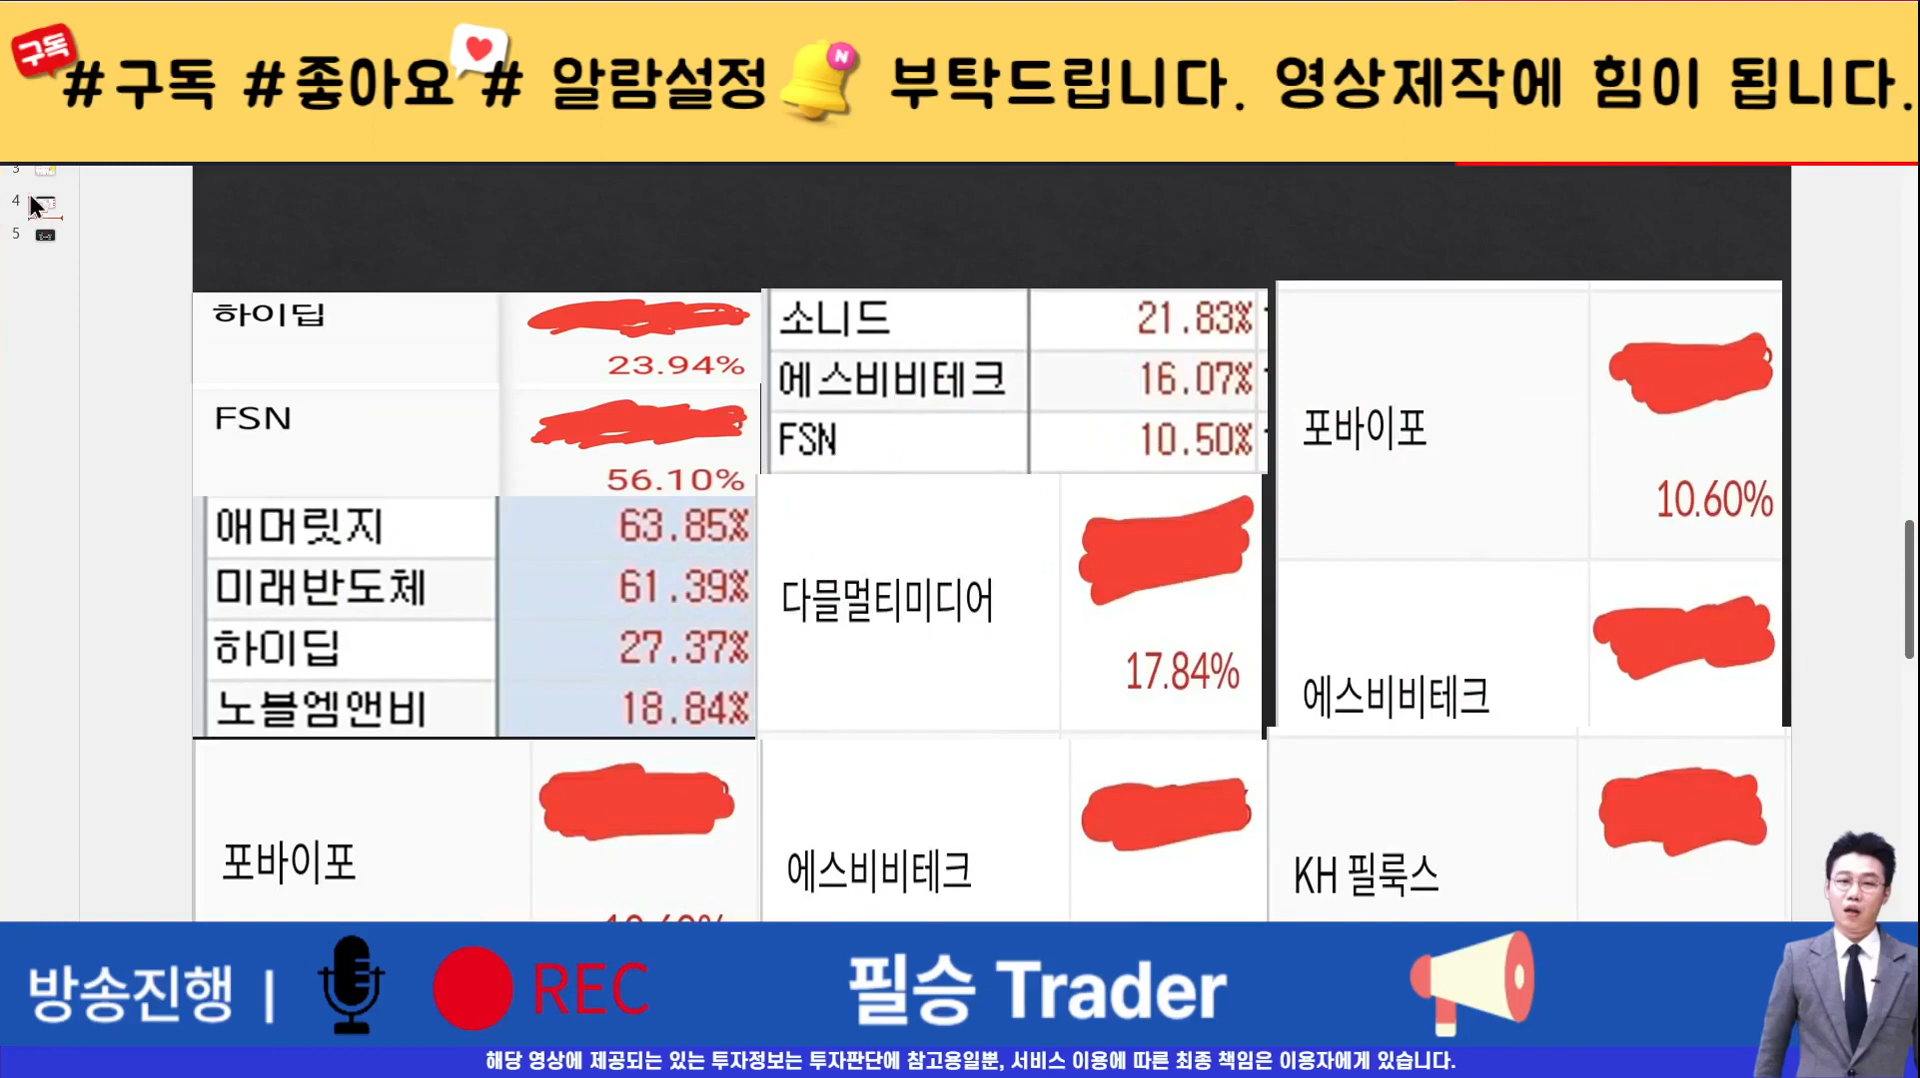 구독
#구독 #좋아요 # 알람설정 N 부탁드립니다. 영상제작에 힘이 됩니다.
3
4
5
하이딥
23.94%
FSN
56.10%
애머릿지 63.85%
미래반도체 61.39%
하이딥 27.37%
노블엠앤비 18.84%
소니드 21.83%
에스비비테크 16.07%
FSN 10.50%
다믈멀티미디어
17.84%
포바이포
10.60%
에스비비테크
포바이포
에스비비테크
KH 필룩스
방송진행 | REC 필승 Trader
해당 영상에 제공되는 있는 투자정보는 투자판단에 참고용일뿐, 서비스 이용에 따른 최종 책임은 이용자에게 있습니다.